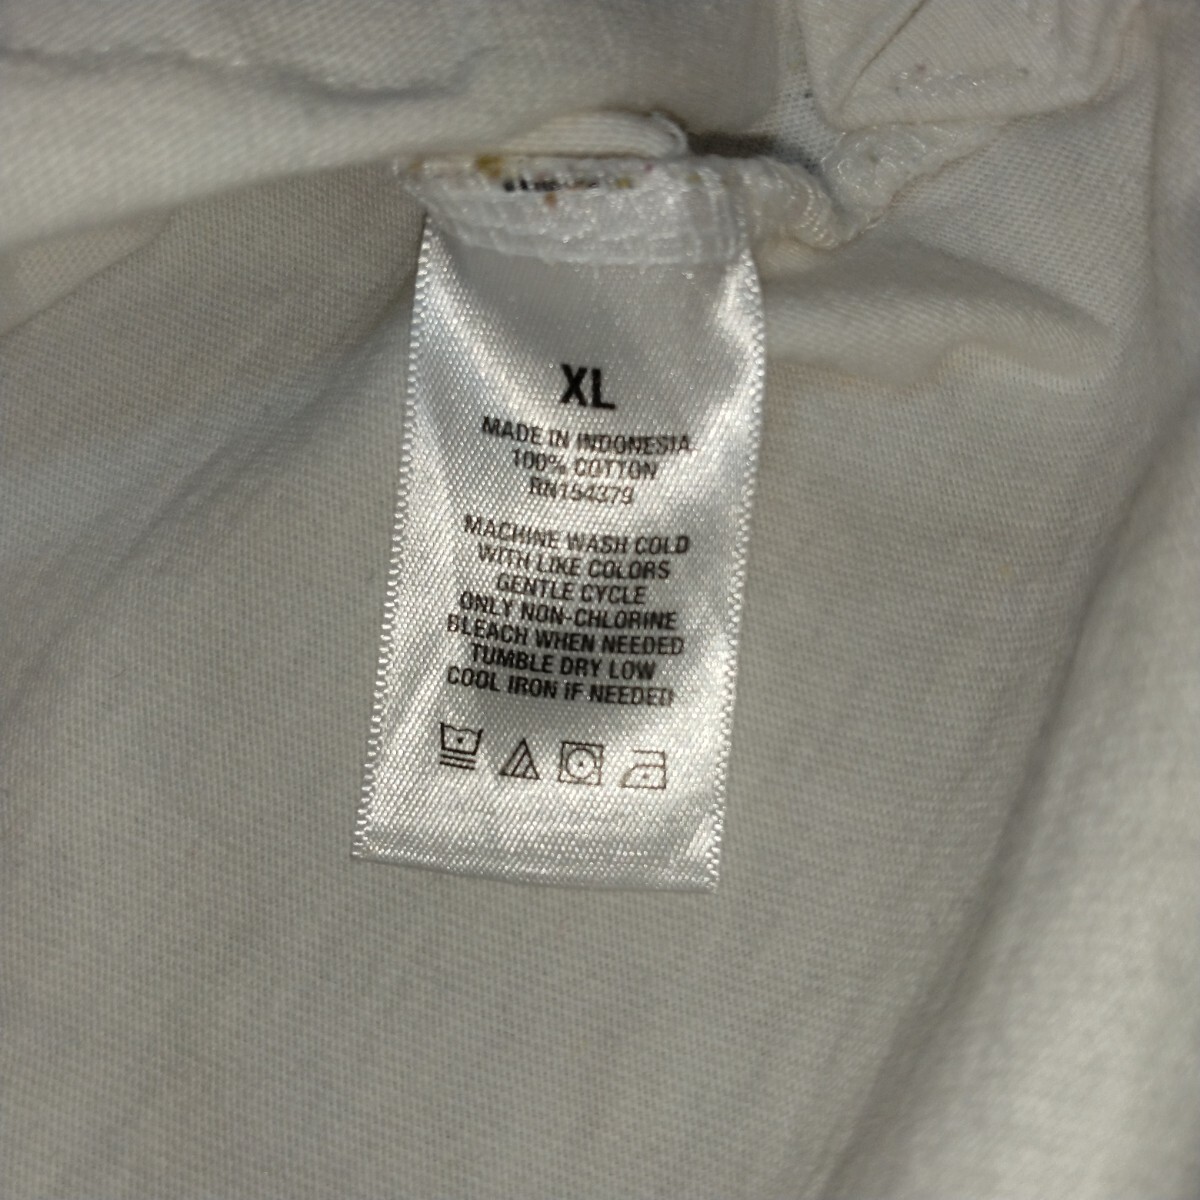 XL
MADE IN INDONESIA
100% COTTON
RN154379
MACHINE WASH COLD
WITH LIKE COLORS
GENTLE CYCLE
ONLY NON-CHLORINE
BLEACH WHEN NEEDED
TUMBLE DRY LOW
COOL IRON IF NEEDED